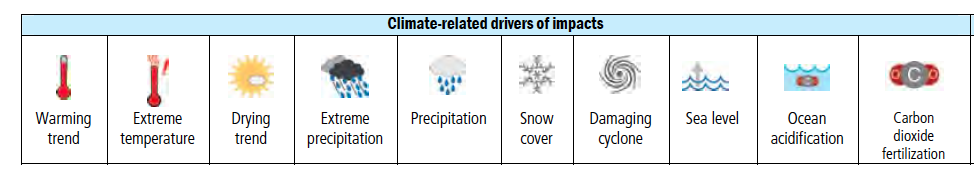 Climate-related drivers of impacts
Warming
trend
Extreme
temperature
Drying
trend
Extreme
precipitation
Precipitation
Snow
cover
Damaging
cyclone
Sea level
Ocean
acidification
C
Carbon
dioxide
fertilization